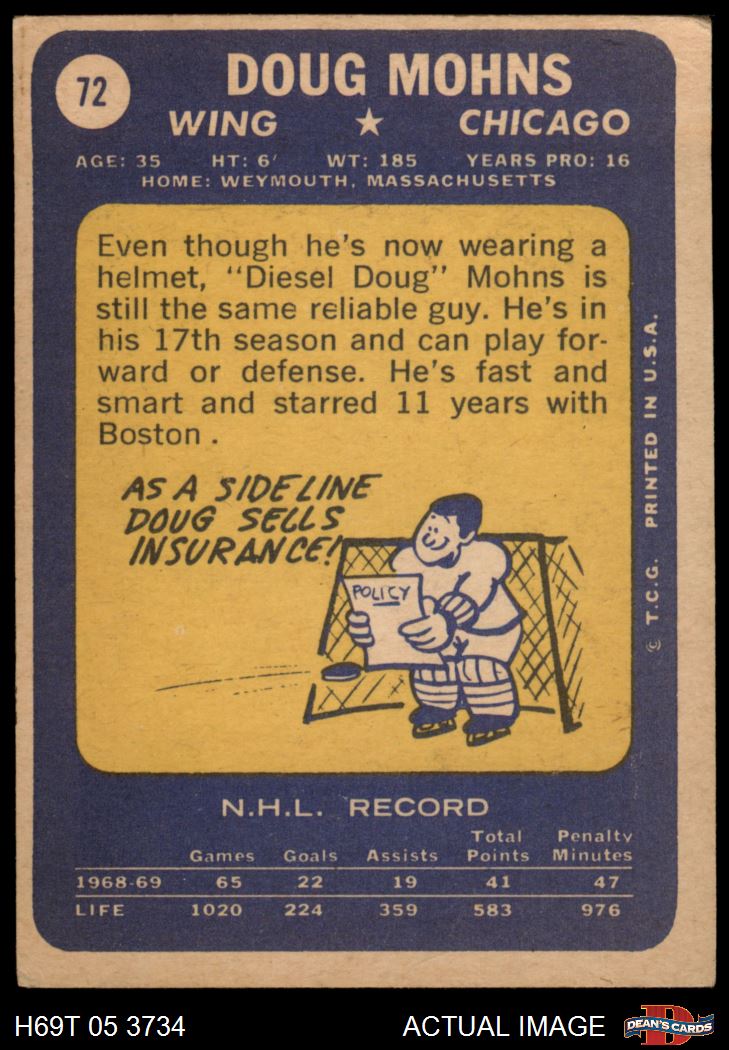 72
DOUG MOHNS
WING ★ CHICAGO
AGE: 35 HT: 6' WT: 185 YEARS PRO: 16
HOME: WEYMOUTH, MASSACHUSETTS
Even though he's now wearing a
helmet, "Diesel Doug" Mohns is
still the same reliable guy. He's in
his 17th season and can play for-
ward or defense. He's fast and
smart and starred 11 years with
Boston .
AS A SIDELINE
DOUG SELLS
INSURANCE!
POLICY
© T.C.G. PRINTED IN U.S.A.
N.H.L. RECORD
Total Penalty
Games Goals Assists Points Minutes
1968-69 65 22 19 41 47
LIFE 1020 224 359 583 976
H69T 05 3734 ACTUAL IMAGE DEAN'S CARDS